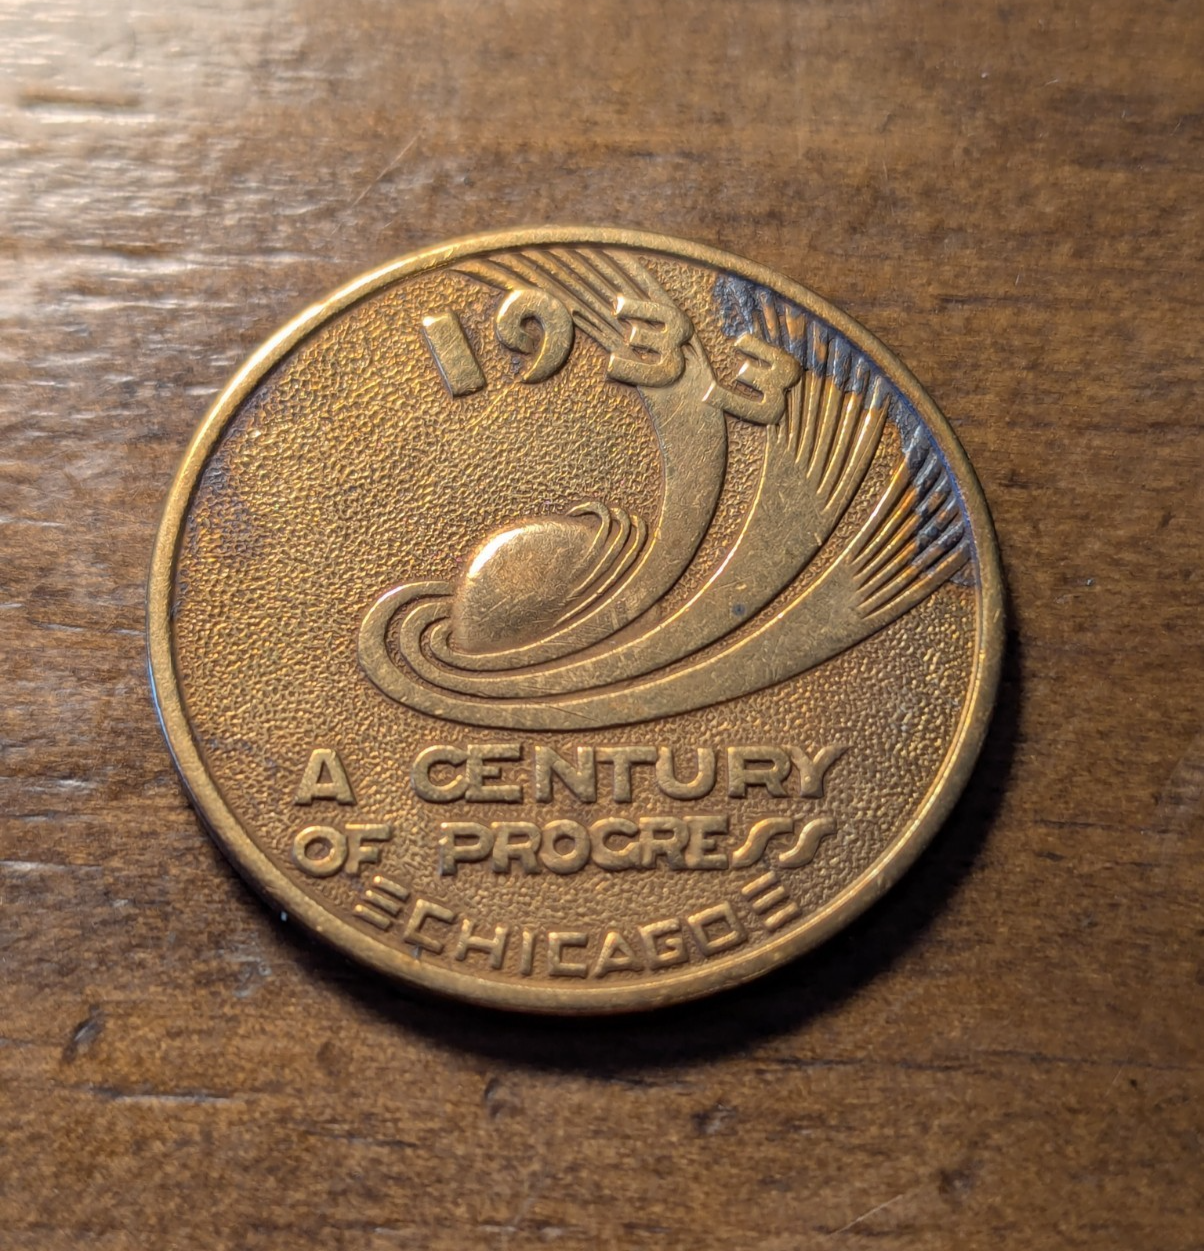 1933
A CENTURY
OF PROGRESS
CHICAGO